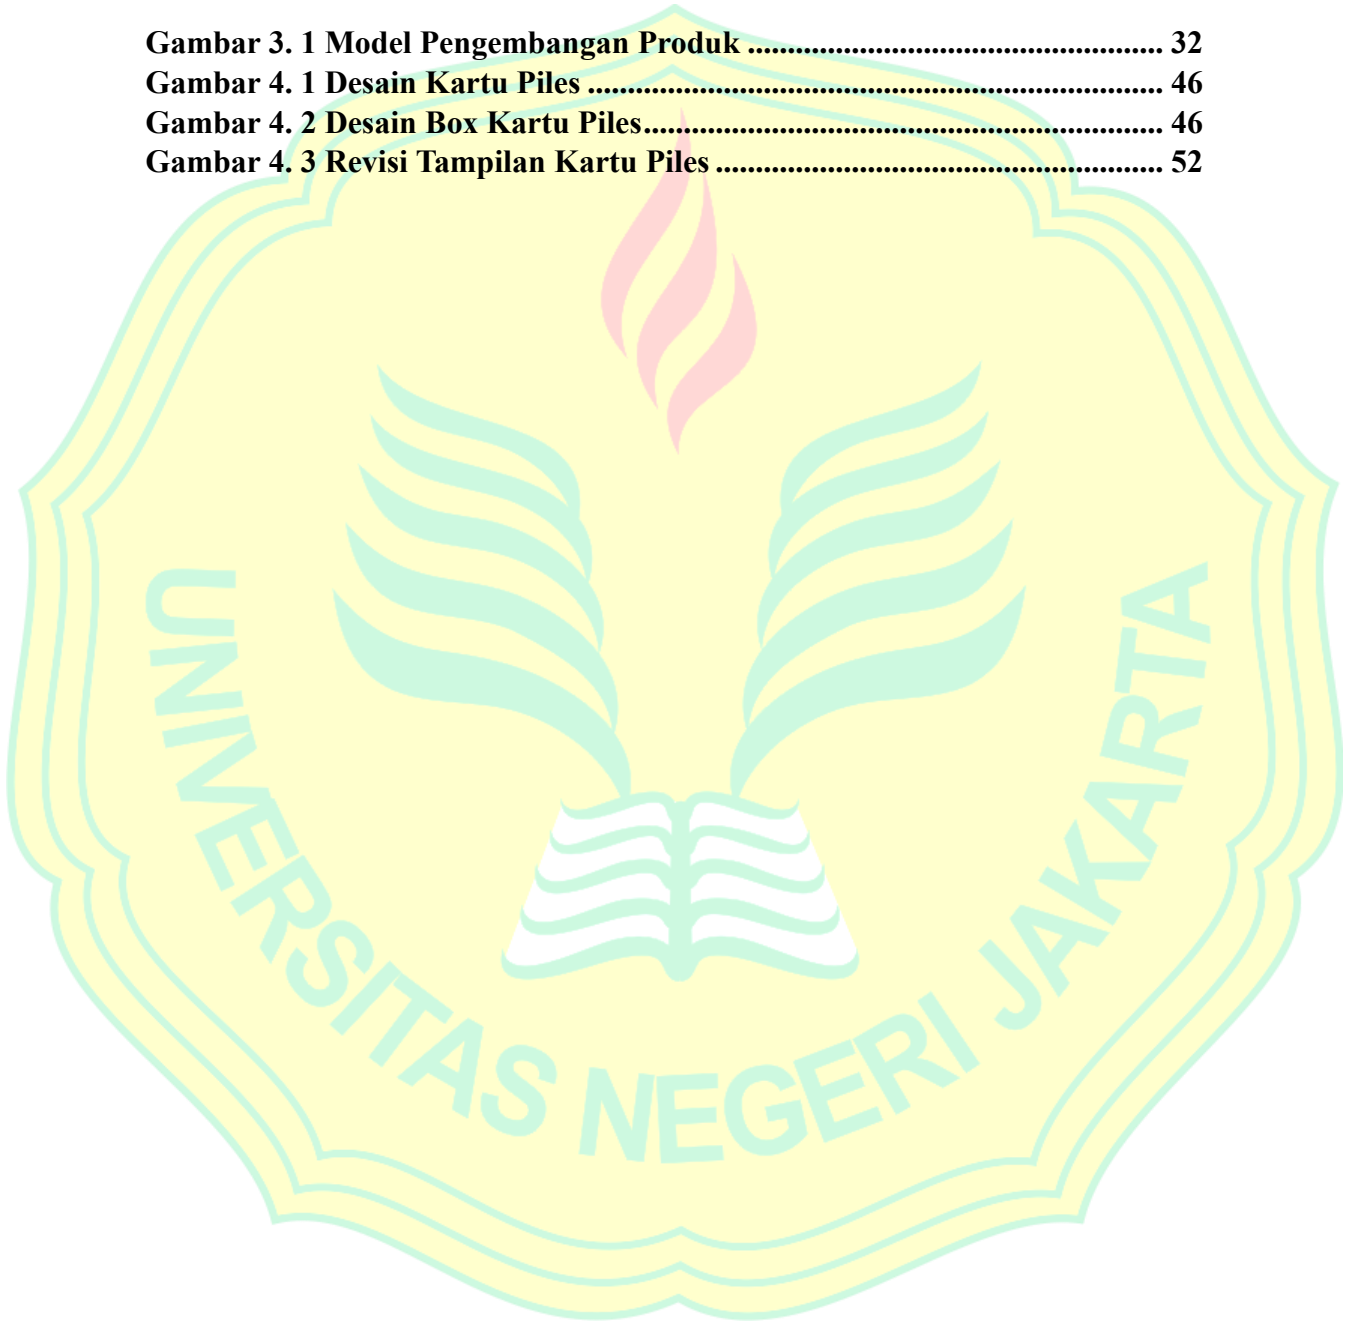 Gambar 3. 1 Model Pengembangan Produk .................................................... 32
Gambar 4. 1 Desain Kartu Piles ........................................................................ 46
Gambar 4. 2 Desain Box Kartu Piles................................................................. 46
Gambar 4. 3 Revisi Tampilan Kartu Piles ........................................................ 52
UNIVERSITAS NEGERI JAKARTA